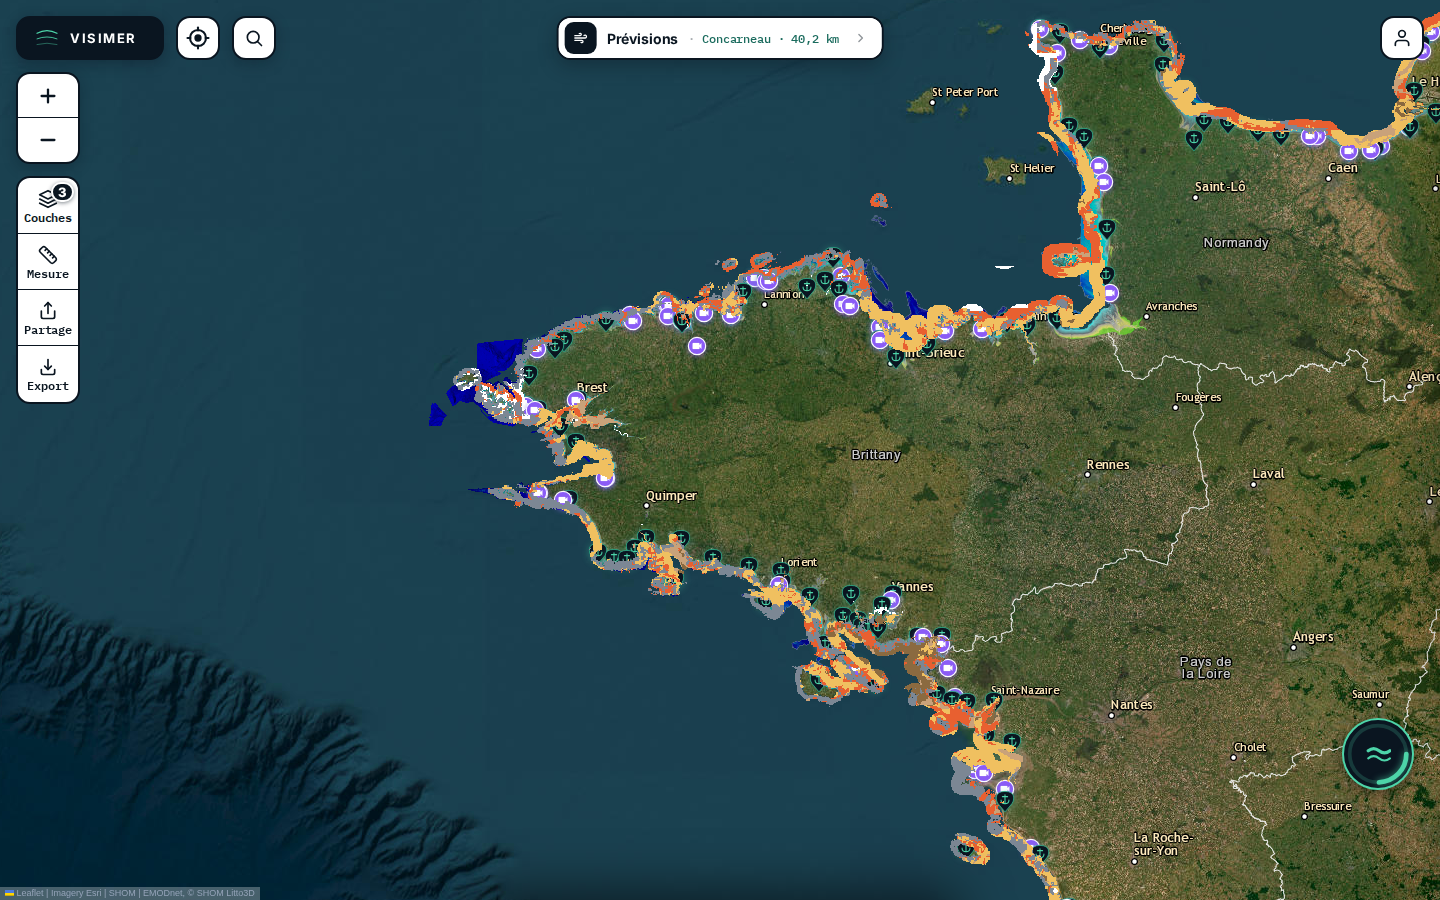 VISIMER
Prévisions · Concarneau · 40,2 km
+
−
3
Couches
Mesure
Partage
Export
St Peter Port
St Helier
Caen
Saint-Lô
Normandy
Avranches
Lannion
Brest
Fougères
Brittany
Rennes
Laval
Quimper
Lorient
Vannes
Angers
Pays de
la Loire
Saint-Nazaire
Saumur
Nantes
Cholet
Bressuire
La Roche-
sur-Yon
Leaflet | Imagery Esri | SHOM | EMODnet, © SHOM Litto3D